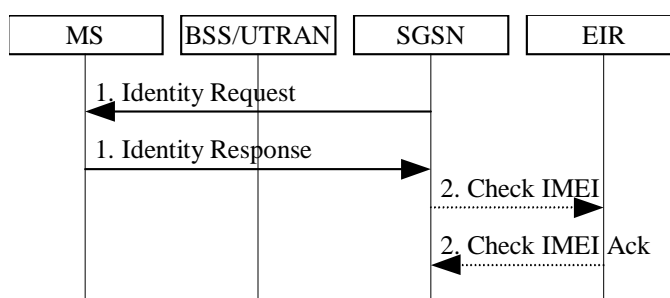 MS BSS/UTRAN SGSN EIR
1. Identity Request
1. Identity Response
2. Check IMEI
2. Check IMEI Ack